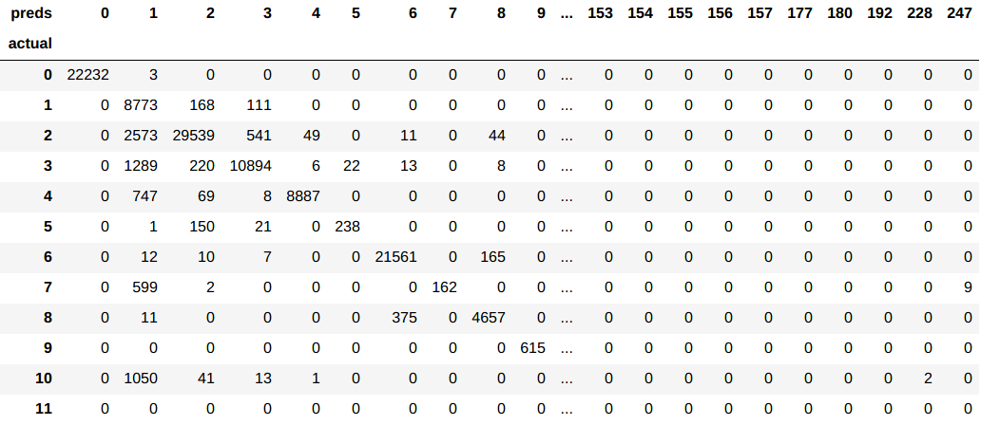 preds 0 1 2 3 4 5 6 7 8 9 ... 153 154 155 156 157 177 180 192 228 247
actual
0 22232 3 0 0 0 0 0 0 0 0 ... 0 0 0 0 0 0 0 0 0 0
1 0 8773 168 111 0 0 0 0 0 0 ... 0 0 0 0 0 0 0 0 0 0
2 0 2573 29539 541 49 0 11 0 44 0 ... 0 0 0 0 0 0 0 0 0 0
3 0 1289 220 10894 6 22 13 0 8 0 ... 0 0 0 0 0 0 0 0 0 0
4 0 747 69 8 8887 0 0 0 0 0 ... 0 0 0 0 0 0 0 0 0 0
5 0 1 150 21 0 238 0 0 0 0 ... 0 0 0 0 0 0 0 0 0 0
6 0 12 10 7 0 0 21561 0 165 0 ... 0 0 0 0 0 0 0 0 0 0
7 0 599 2 0 0 0 0 162 0 0 ... 0 0 0 0 0 0 0 0 0 9
8 0 11 0 0 0 0 375 0 4657 0 ... 0 0 0 0 0 0 0 0 0 0
9 0 0 0 0 0 0 0 0 0 615 ... 0 0 0 0 0 0 0 0 0 0
10 0 1050 41 13 1 0 0 0 0 0 ... 0 0 0 0 0 0 0 0 2 0
11 0 0 0 0 0 0 0 0 0 0 ... 0 0 0 0 0 0 0 0 0 0